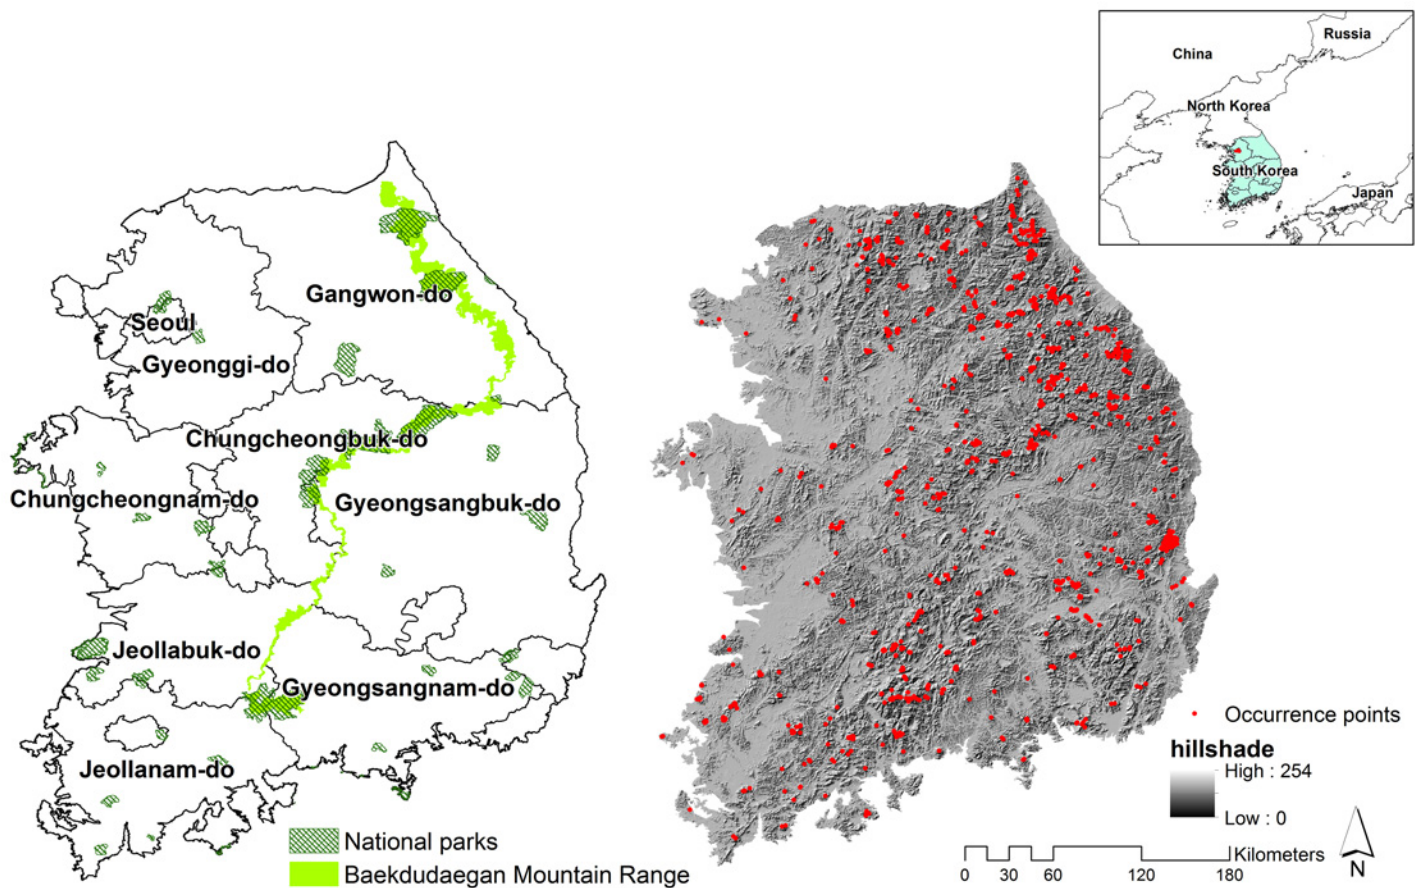 Russia
China
North Korea
South Korea
Japan
Gangwon-do
Seoul
Gyeonggi-do
Chungcheongbuk-do
Chungcheongnam-do
Gyeongsangbuk-do
Jeollabuk-do
Gyeongsangnam-do
Jeollanam-do
National parks
Baekdudaegan Mountain Range
Occurrence points
hillshade
High : 254
Low : 0
Kilometers
0 30 60 120 180
N